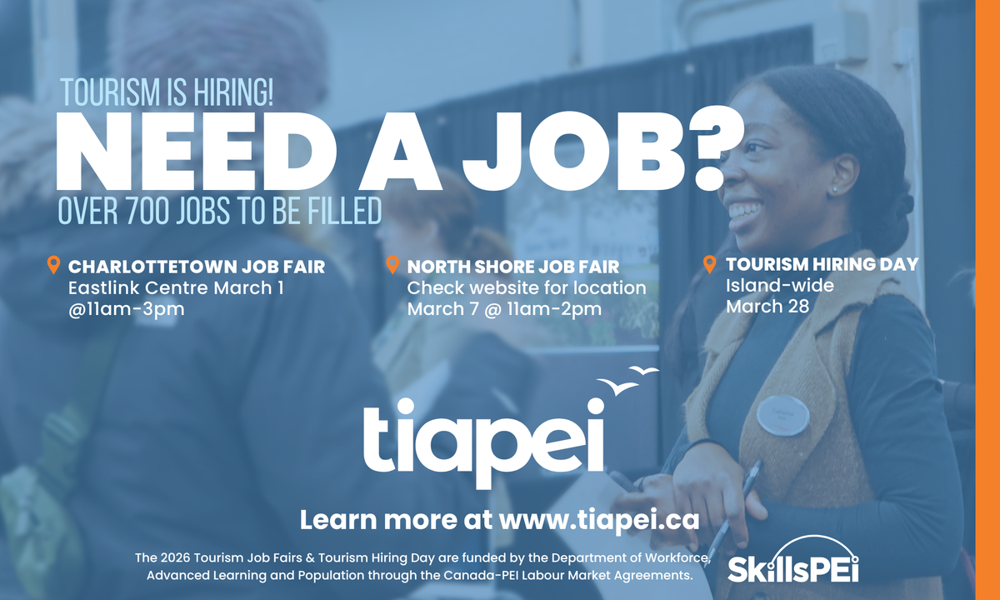 TOURISM IS HIRING!
NEED A JOB?
OVER 700 JOBS TO BE FILLED
CHARLOTTETOWN JOB FAIR
Eastlink Centre March 1
@11am-3pm
NORTH SHORE JOB FAIR
Check website for location
March 7 @ 11am-2pm
TOURISM HIRING DAY
Island-wide
March 28
tiapei
Learn more at www.tiapei.ca
The 2026 Tourism Job Fairs & Tourism Hiring Day are funded by the Department of Workforce,
Advanced Learning and Population through the Canada-PEI Labour Market Agreements.
SkillsPEi